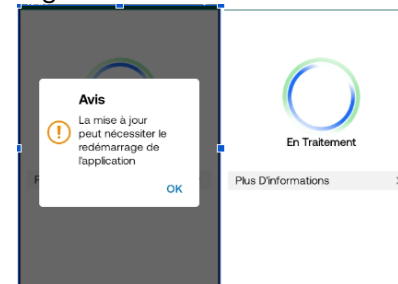 Avis
La mise à jour
peut nécessiter le
redémarrage de
l'application
OK
En Traitement
Plus D'informations